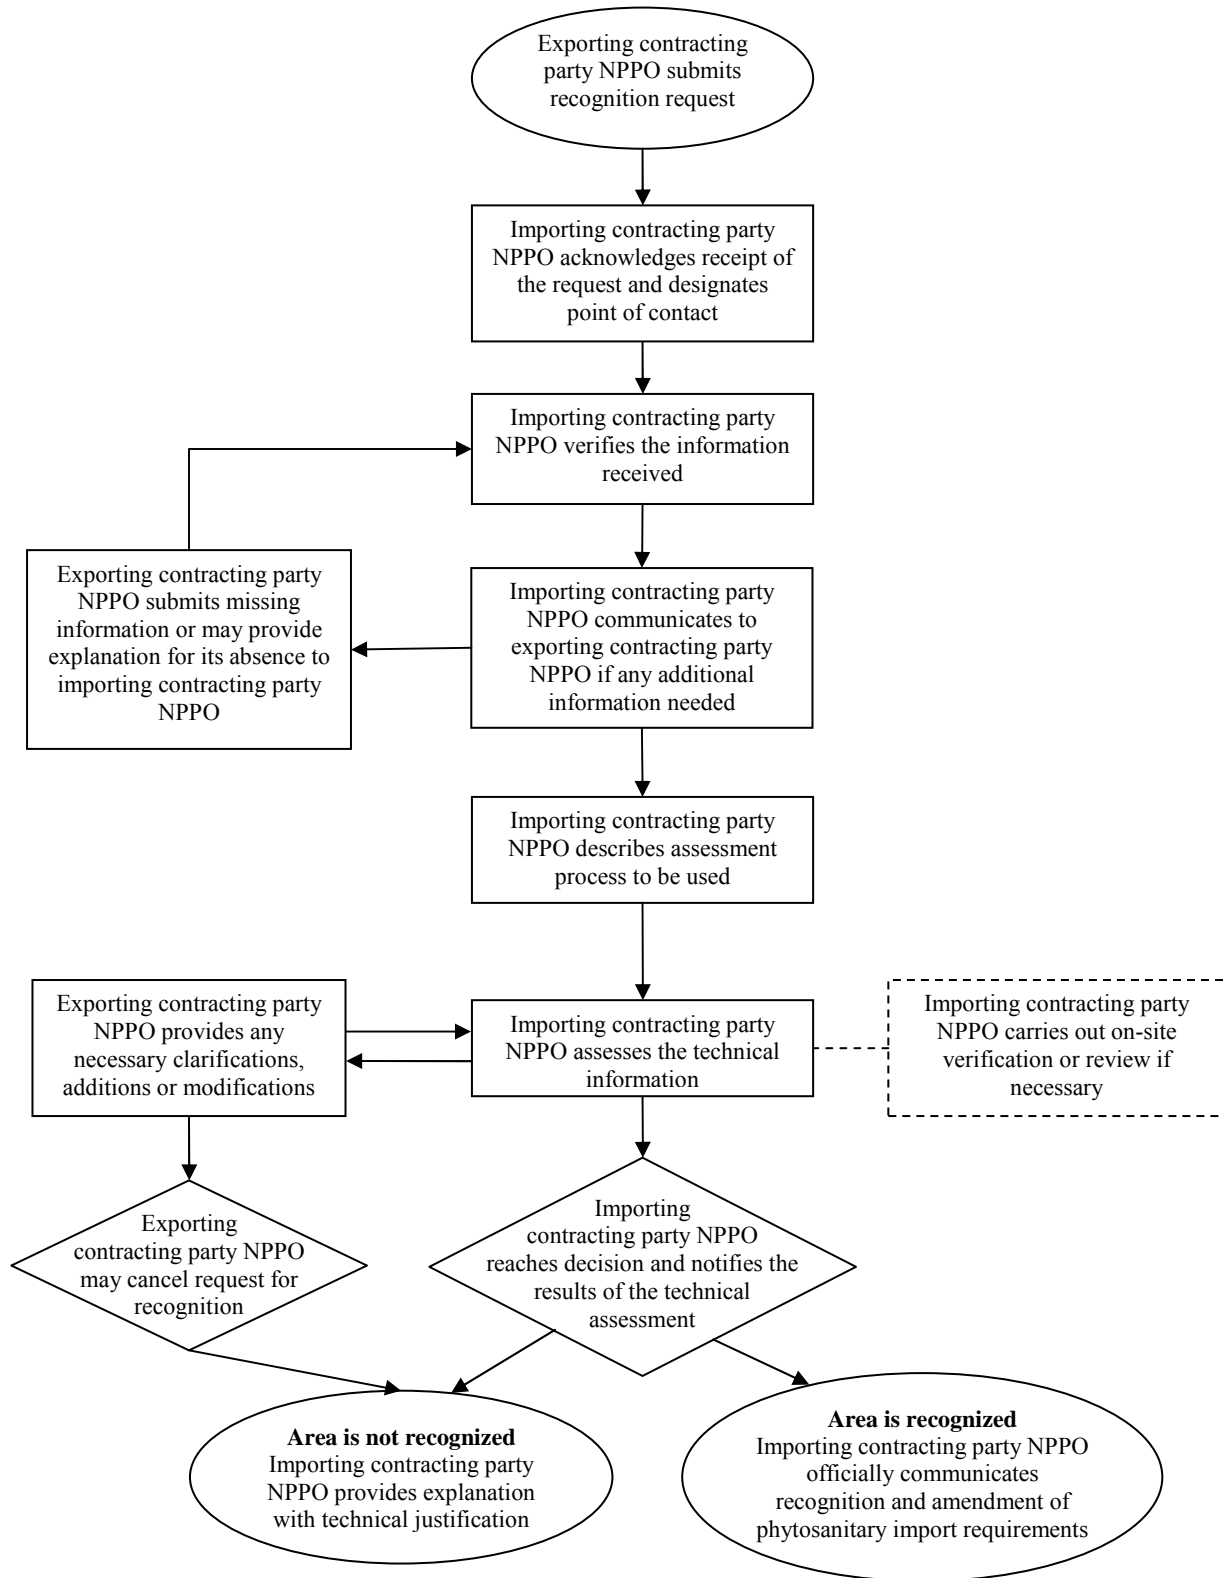 Exporting contracting
party NPPO submits
recognition request
Importing contracting party
NPPO acknowledges receipt of
the request and designates
point of contact
Importing contracting party
NPPO verifies the information
received
Exporting contracting party
NPPO submits missing
information or may provide
explanation for its absence to
importing contracting party
NPPO
Importing contracting party
NPPO communicates to
exporting contracting party
NPPO if any additional
information needed
Importing contracting party
NPPO describes assessment
process to be used
Exporting contracting party
NPPO provides any
necessary clarifications,
additions or modifications
Importing contracting party
NPPO assesses the technical
information
Importing contracting party
NPPO carries out on-site
verification or review if
necessary
Exporting
contracting party NPPO
may cancel request for
recognition
Importing
contracting party NPPO
reaches decision and notifies the
results of the technical
assessment
Area is not recognized
Importing contracting party
NPPO provides explanation
with technical justification
Area is recognized
Importing contracting party NPPO
officially communicates
recognition and amendment of
phytosanitary import requirements